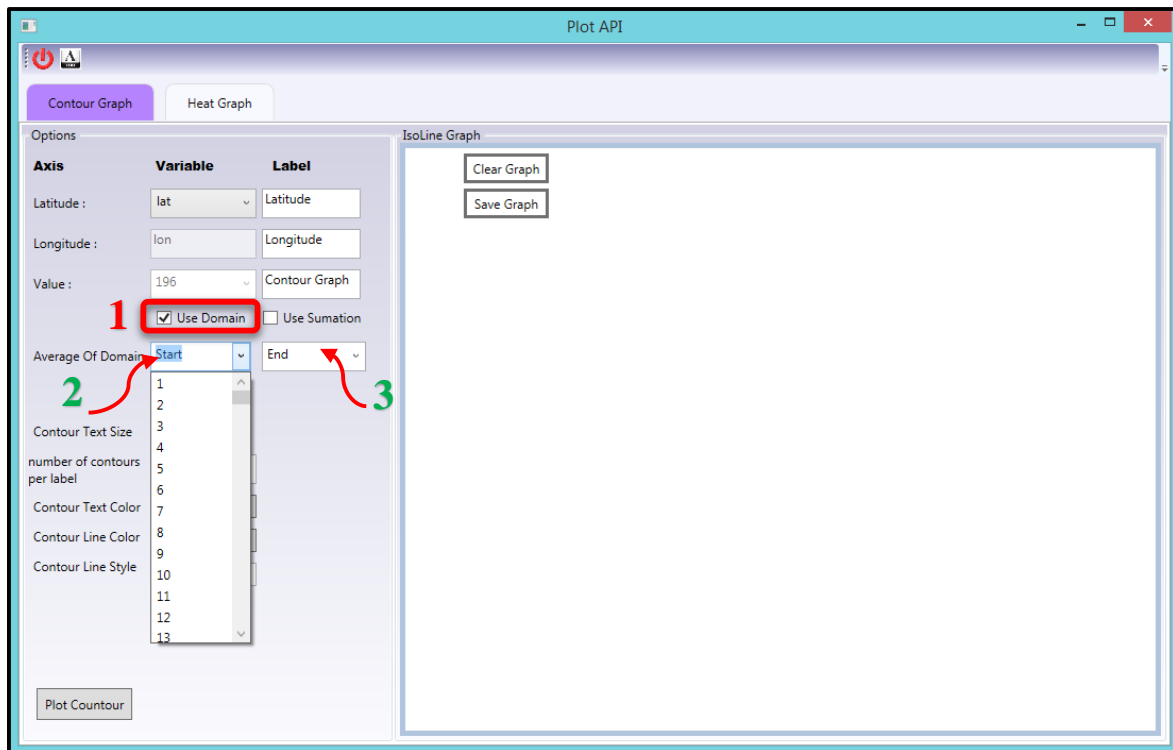 Plot API
Contour Graph
Heat Graph
Options
Axis Variable Label
Latitude : lat Latitude
Longitude : lon Longitude
Value : 196 Contour Graph
1 Use Domain Use Sumation
Average Of Domain Start End
2
3
1
2
3
4
5
6
7
8
9
10
11
12
13
Contour Text Size
number of contours
per label
Contour Text Color
Contour Line Color
Contour Line Style
Plot Countour
IsoLine Graph
Clear Graph
Save Graph